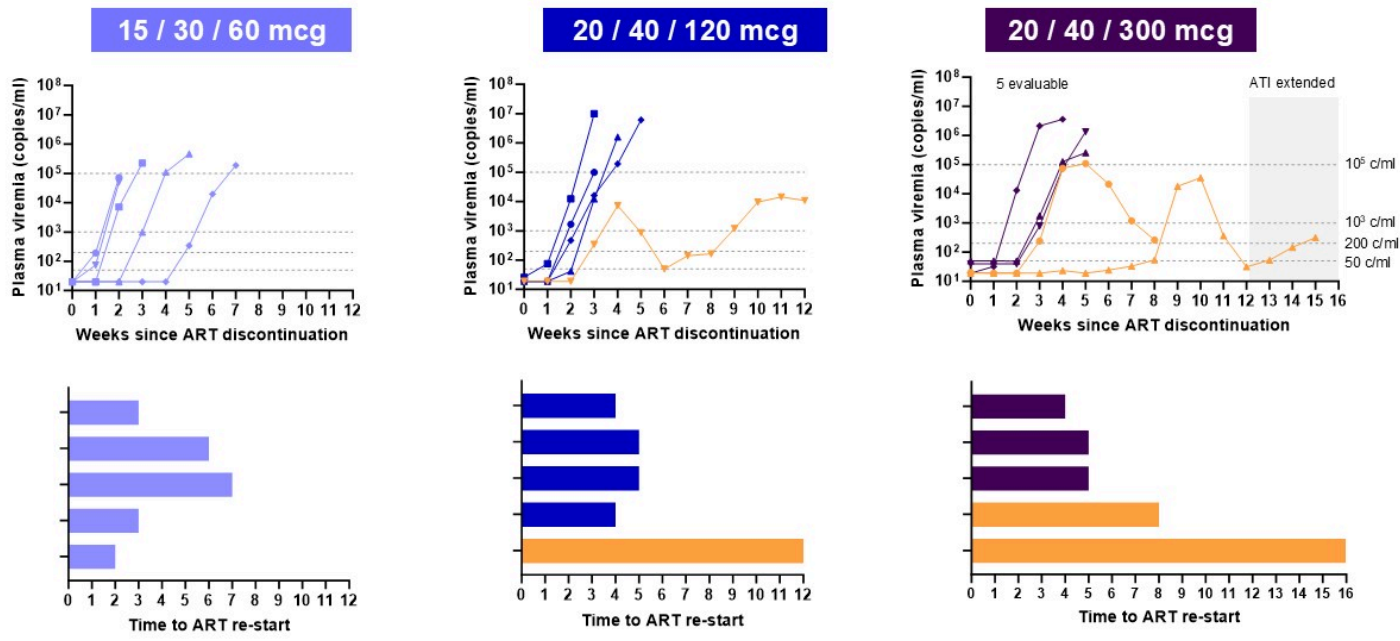 15 / 30 / 60 mcg
20 / 40 / 120 mcg
20 / 40 / 300 mcg
Plasma viremia (copies/ml)
10⁸
10⁷
10⁶
10⁵
10⁴
10³
10²
10¹
0 1 2 3 4 5 6 7 8 9 10 11 12
Weeks since ART discontinuation
Plasma viremia (copies/ml)
10⁸
10⁷
10⁶
10⁵
10⁴
10³
10²
10¹
0 1 2 3 4 5 6 7 8 9 10 11 12
Weeks since ART discontinuation
Plasma viremia (copies/ml)
10⁸
10⁷
10⁶
10⁵
10⁴
10³
10²
10¹
5 evaluable
ATI extended
10⁵ c/ml
10³ c/ml
200 c/ml
50 c/ml
0 1 2 3 4 5 6 7 8 9 10 11 12 13 14 15 16
Weeks since ART discontinuation
0 1 2 3 4 5 6 7 8 9 10 11 12
Time to ART re-start
0 1 2 3 4 5 6 7 8 9 10 11 12
Time to ART re-start
0 1 2 3 4 5 6 7 8 9 10 11 12 13 14 15 16
Time to ART re-start